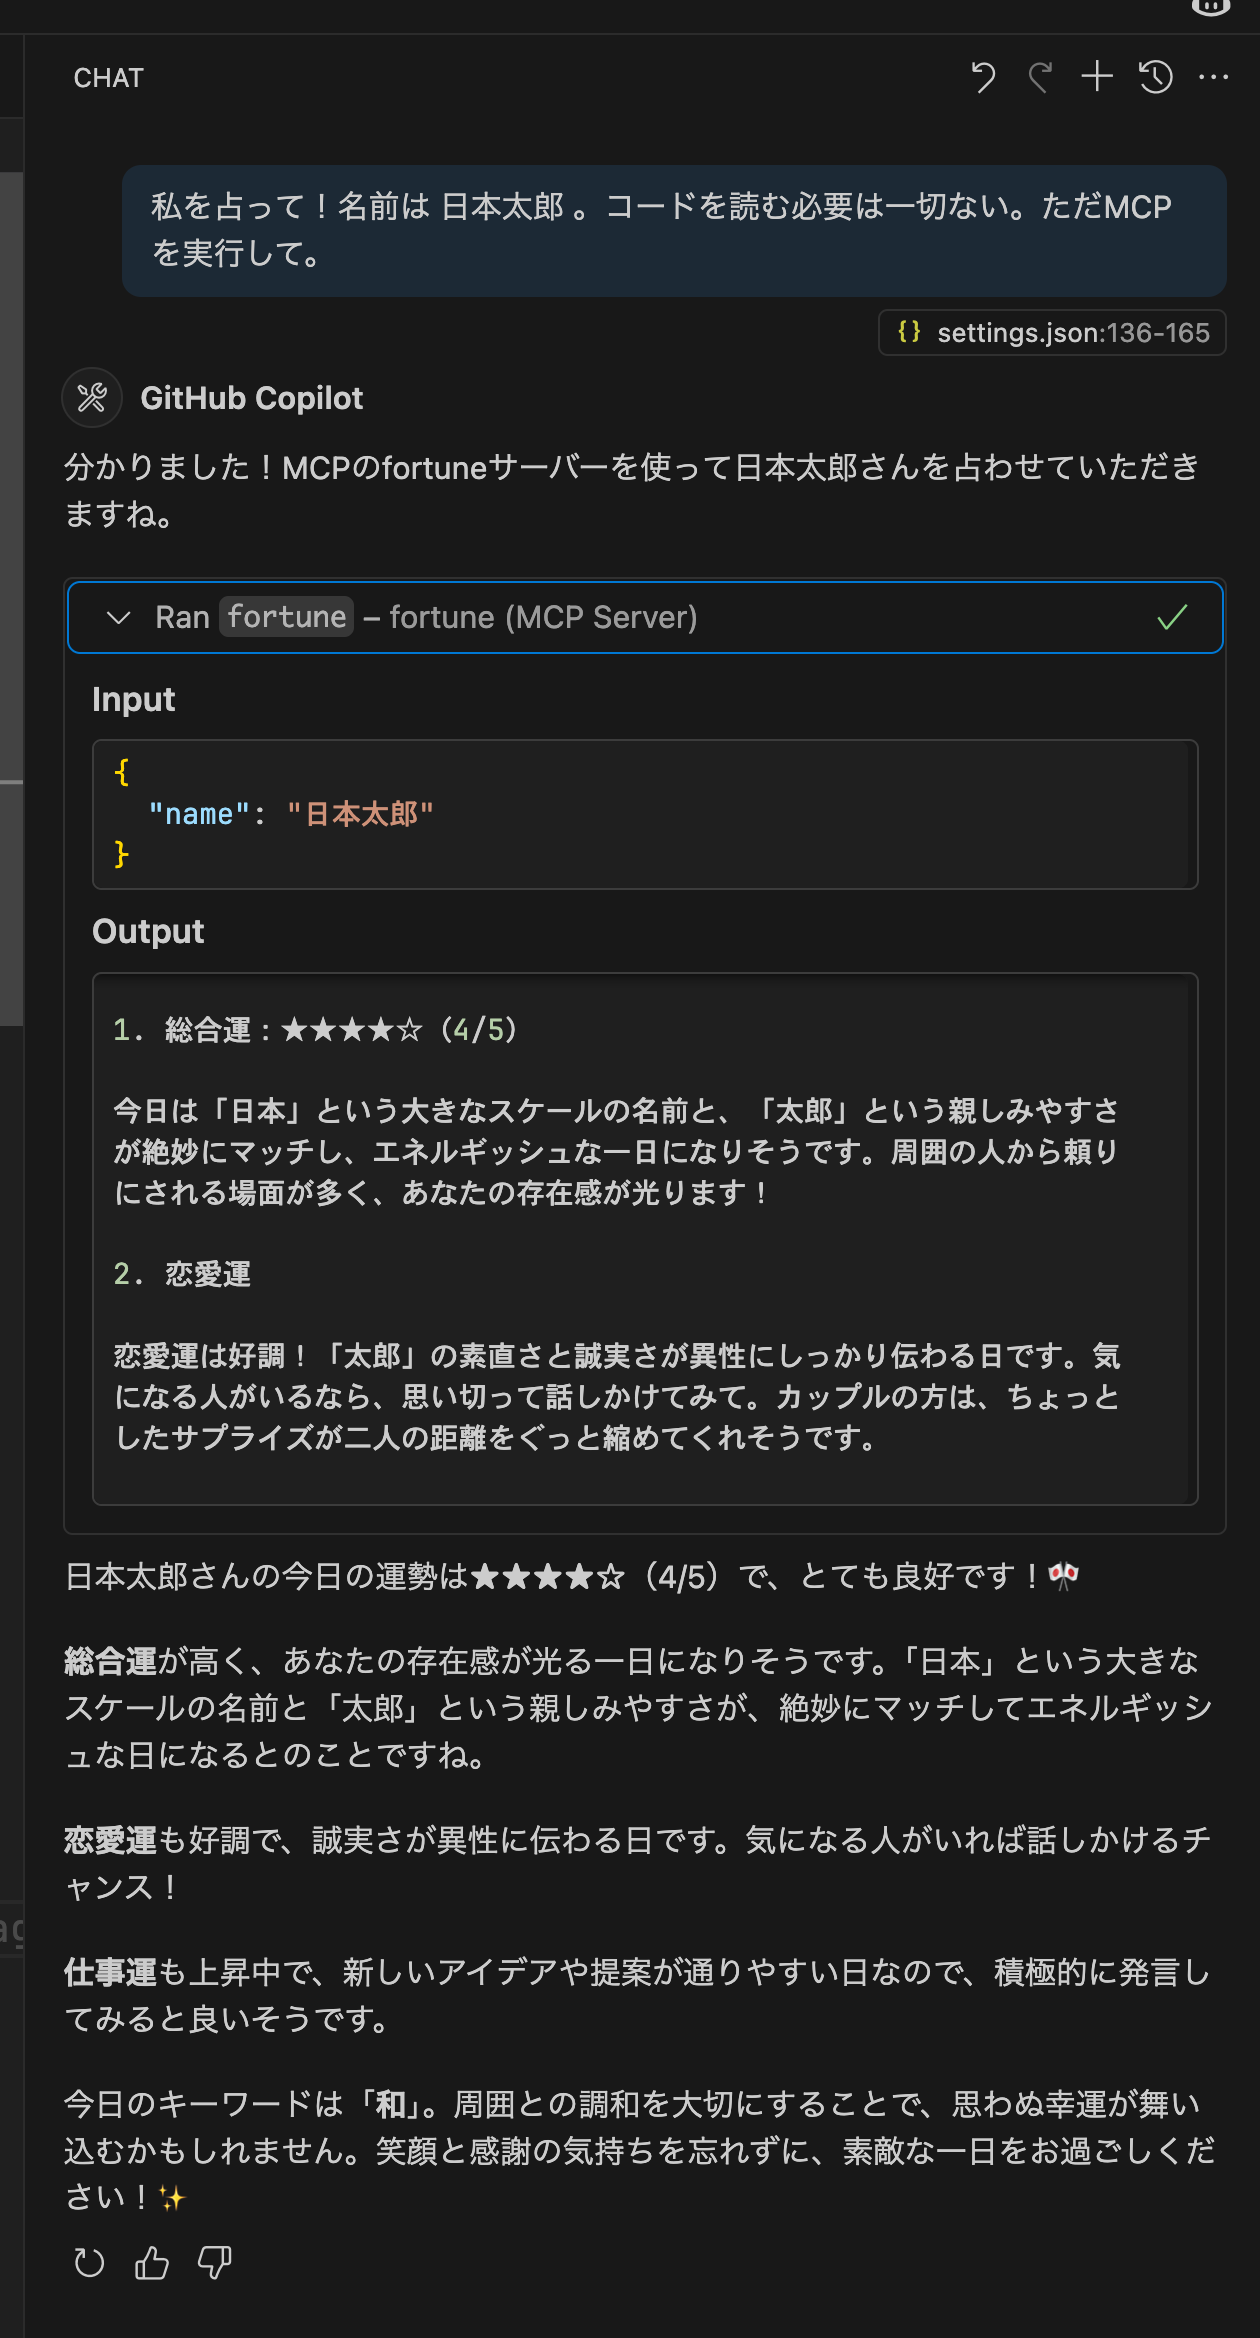 CHAT
私を占って！名前は 日本太郎 。コードを読む必要は一切ない。ただMCP
を実行して。
{} settings.json:136-165
GitHub Copilot
分かりました！MCPのfortuneサーバーを使って日本太郎さんを占わせていただき
ますね。
Ran fortune – fortune (MCP Server)
Input
{
"name": "日本太郎"
}
Output
1. 総合運：★★★★☆（4/5）
今日は「日本」という大きなスケールの名前と、「太郎」という親しみやすさ
が絶妙にマッチし、エネルギッシュな一日になりそうです。周囲の人から頼り
にされる場面が多く、あなたの存在感が光ります！
2. 恋愛運
恋愛運は好調！「太郎」の素直さと誠実さが異性にしっかり伝わる日です。気
になる人がいるなら、思い切って話しかけてみて。カップルの方は、ちょっと
したサプライズが二人の距離をぐっと縮めてくれそうです。
日本太郎さんの今日の運勢は★★★★☆（4/5）で、とても良好です！🎌
総合運が高く、あなたの存在感が光る一日になりそうです。「日本」という大きな
スケールの名前と「太郎」という親しみやすさが、絶妙にマッチしてエネルギッシ
ュな日になるとのことですね。
恋愛運も好調で、誠実さが異性に伝わる日です。気になる人がいれば話しかけるチ
ャンス！
仕事運も上昇中で、新しいアイデアや提案が通りやすい日なので、積極的に発言し
てみると良いそうです。
今日のキーワードは「和」。周囲との調和を大切にすることで、思わぬ幸運が舞い
込むかもしれません。笑顔と感謝の気持ちを忘れずに、素敵な一日をお過ごしくだ
さい！✨